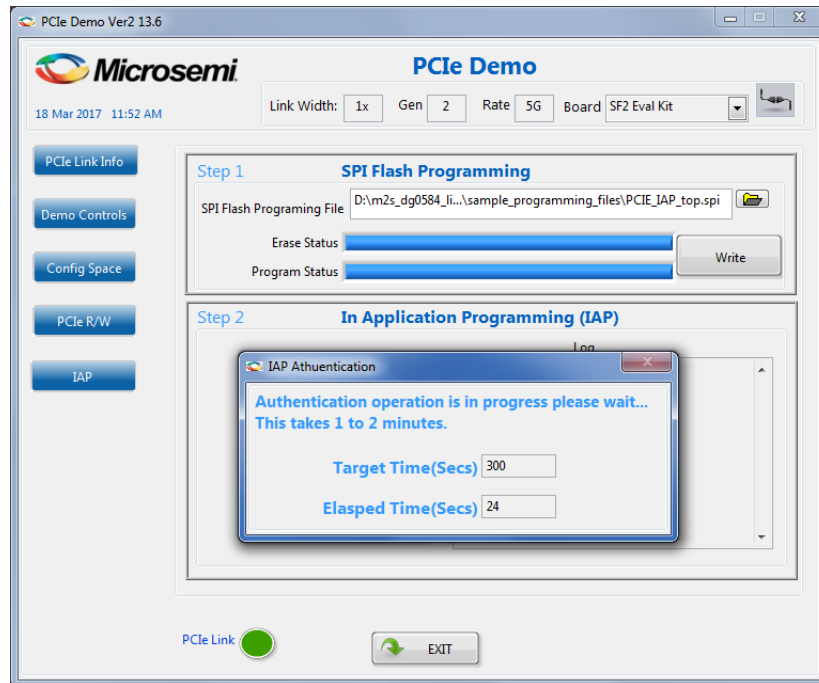 PCIe Demo Ver2 13.6
Microsemi.
PCIe Demo
18 Mar 2017 11:52 AM
Link Width: 1x Gen 2 Rate 5G Board SF2 Eval Kit
PCIe Link Info
Demo Controls
Config Space
PCIe R/W
IAP
Step 1 SPI Flash Programming
SPI Flash Programing File D:\m2s_dg0584_li...\sample_programming_files\PCIE_IAP_top.spi
Erase Status
Program Status
Write
Step 2 In Application Programming (IAP)
Log
IAP Athuentication
Authentication operation is in progress please wait...
This takes 1 to 2 minutes.
Target Time(Secs) 300
Elasped Time(Secs) 24
PCIe Link
EXIT